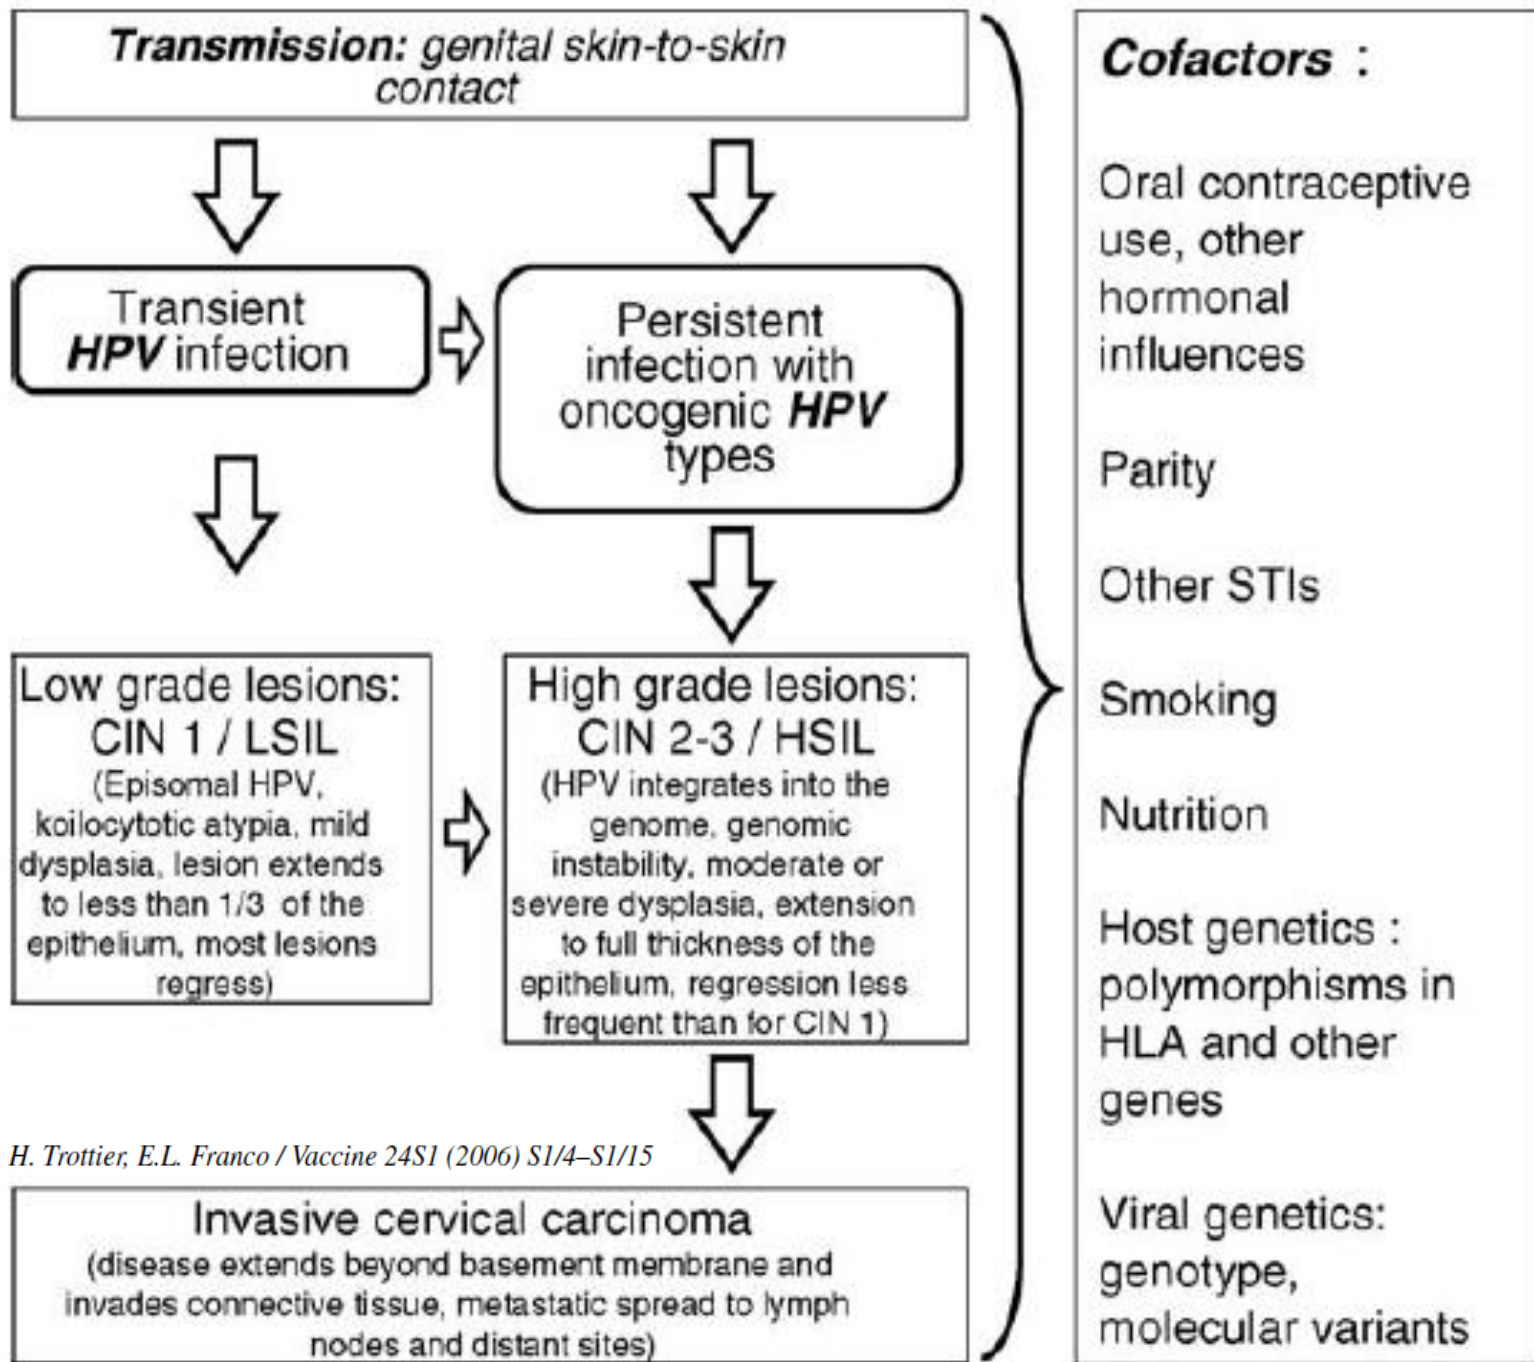 Transmission: genital skin-to-skin
contact
Transient
HPV infection
Persistent
infection with
oncogenic HPV
types
Low grade lesions:
CIN 1 / LSIL
(Episomal HPV,
koilocytotic atypia, mild
dysplasia, lesion extends
to less than 1/3 of the
epithelium, most lesions
regress)
High grade lesions:
CIN 2-3 / HSIL
(HPV integrates into the
genome, genomic
instability, moderate or
severe dysplasia, extension
to full thickness of the
epithelium, regression less
frequent than for CIN 1)
H. Trottier, E.L. Franco / Vaccine 24S1 (2006) S1/4–S1/15
Invasive cervical carcinoma
(disease extends beyond basement membrane and
invades connective tissue, metastatic spread to lymph
nodes and distant sites)
Cofactors :
Oral contraceptive
use, other
hormonal
influences
Parity
Other STIs
Smoking
Nutrition
Host genetics :
polymorphisms in
HLA and other
genes
Viral genetics:
genotype,
molecular variants